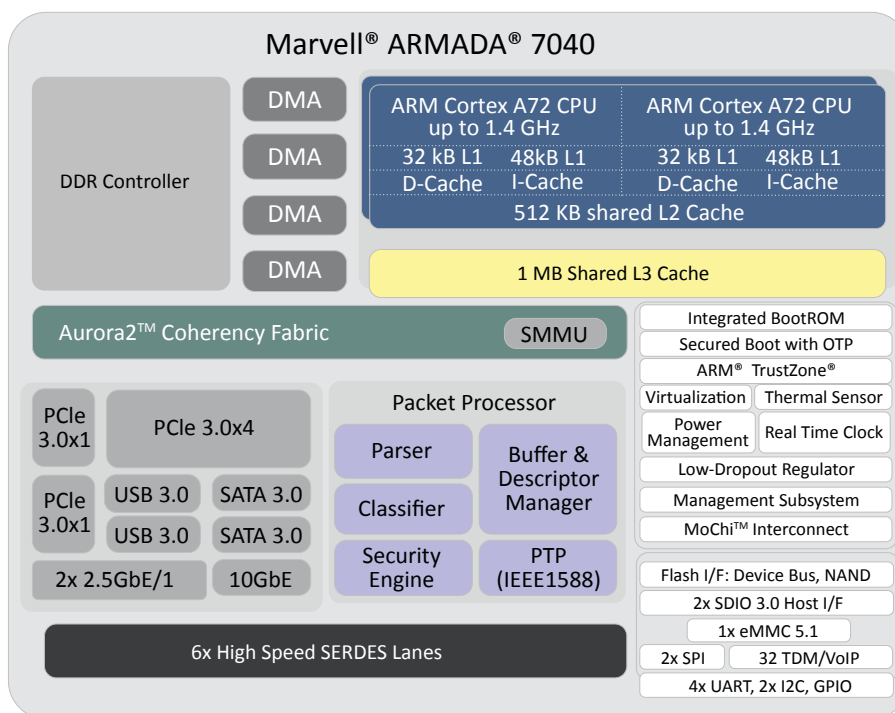 Marvell® ARMADA® 7040
DDR Controller
DMA
DMA
DMA
DMA
ARM Cortex A72 CPU
up to 1.4 GHz
32 kB L1
D-Cache
48kB L1
I-Cache
ARM Cortex A72 CPU
up to 1.4 GHz
32 kB L1
D-Cache
48kB L1
I-Cache
512 KB shared L2 Cache
1 MB Shared L3 Cache
Aurora2™ Coherency Fabric
SMMU
PCIe
3.0x1
PCIe 3.0x4
PCIe
3.0x1
USB 3.0
SATA 3.0
USB 3.0
SATA 3.0
2x 2.5GbE/1
10GbE
Packet Processor
Parser
Classifier
Buffer &
Descriptor
Manager
Security
Engine
PTP
(IEEE1588)
6x High Speed SERDES Lanes
Integrated BootROM
Secured Boot with OTP
ARM® TrustZone®
Virtualization
Thermal Sensor
Power
Management
Real Time Clock
Low-Dropout Regulator
Management Subsystem
MoChi™ Interconnect
Flash I/F: Device Bus, NAND
2x SDIO 3.0 Host I/F
1x eMMC 5.1
2x SPI
32 TDM/VoIP
4x UART, 2x I2C, GPIO